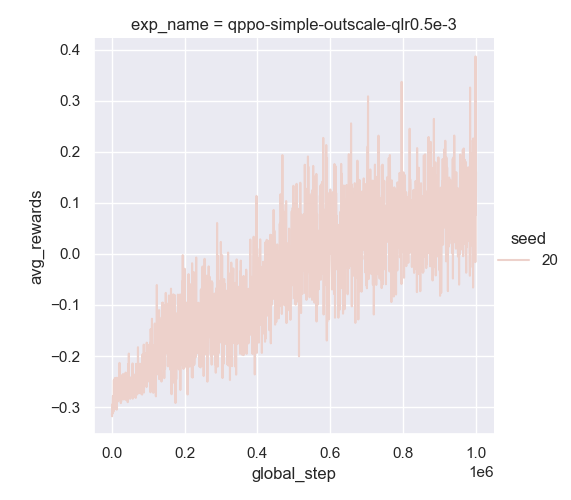 exp_name = qppo-simple-outscale-qlr0.5e-3
0.4
0.3
0.2
0.1
0.0
−0.1
−0.2
−0.3
avg_rewards
0.0 0.2 0.4 0.6 0.8 1.0
1e6
global_step
seed
20